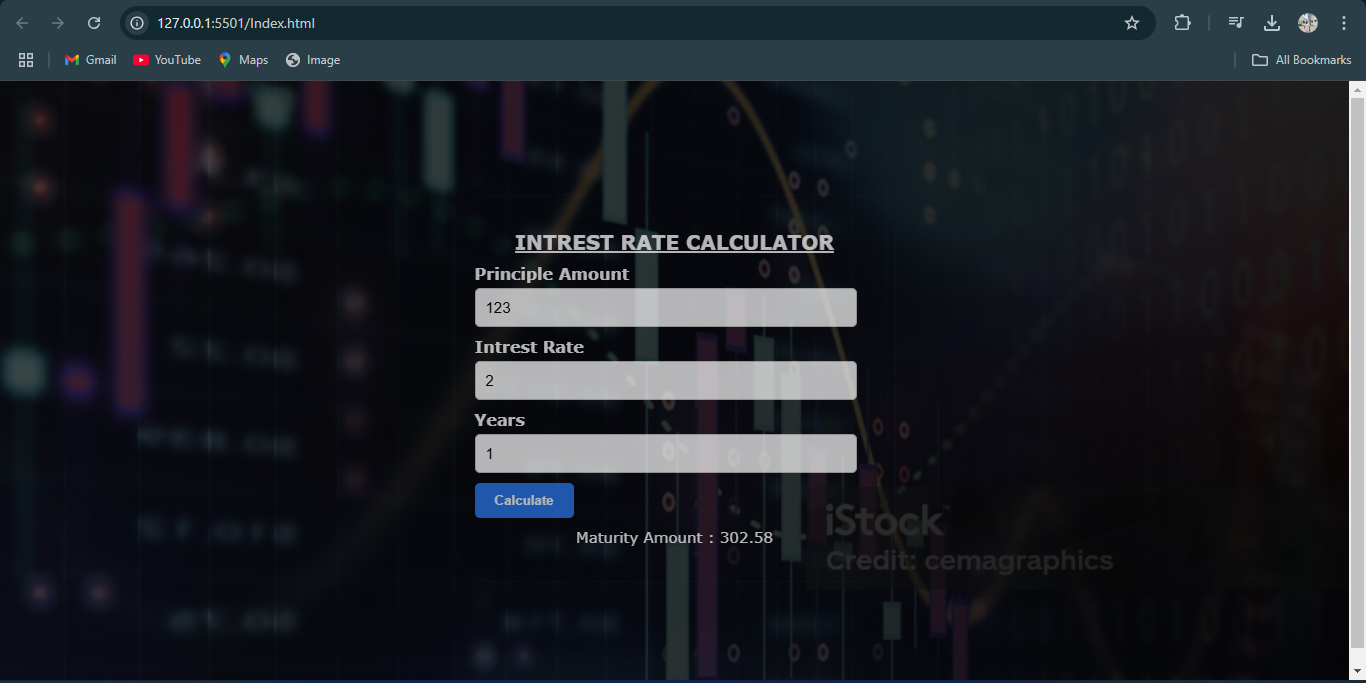 127.0.0.1:5501/Index.html
Gmail YouTube Maps Image All Bookmarks
INTREST RATE CALCULATOR
Principle Amount
123
Intrest Rate
2
Years
1
Calculate
Maturity Amount : 302.58
iStock™
Credit: cemagraphics